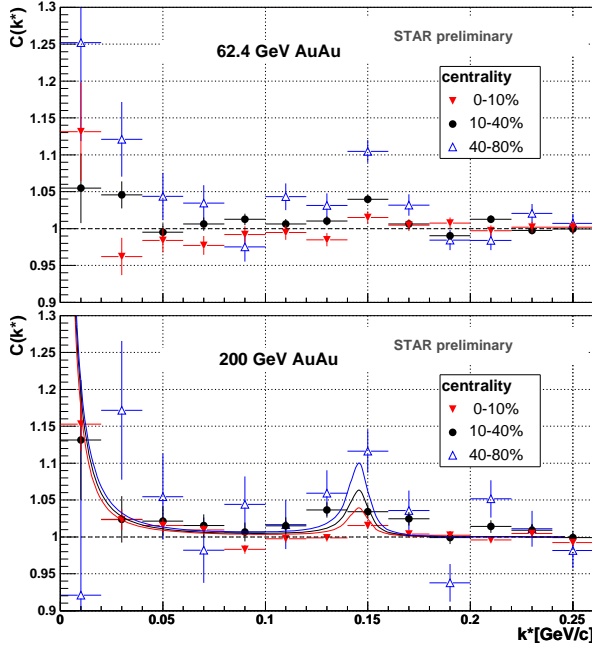 C(k*)
1.3
1.25
1.2
1.15
1.1
1.05
1
0.95
0.9
62.4 GeV AuAu
STAR preliminary
centrality
0-10%
10-40%
40-80%
C(k*)
1.3
1.25
1.2
1.15
1.1
1.05
1
0.95
0.9
200 GeV AuAu
STAR preliminary
centrality
0-10%
10-40%
40-80%
0 0.05 0.1 0.15 0.2 0.25
k*[GeV/c]